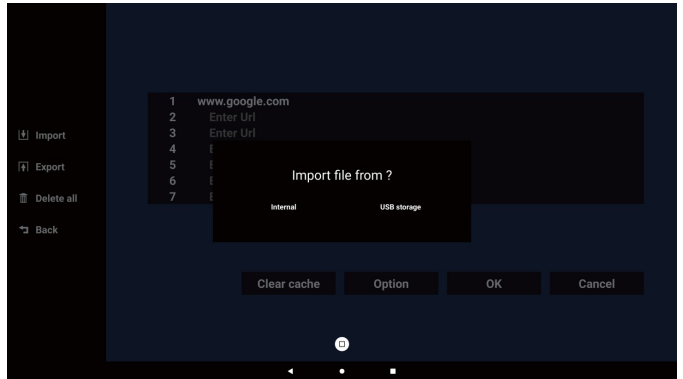 1 www.google.com
2 Enter Url
3 Enter Url
4 E
5 E
6 E
7 E
Import
Export
Delete all
Back
Import file from ?
Internal USB storage
Clear cache Option OK Cancel